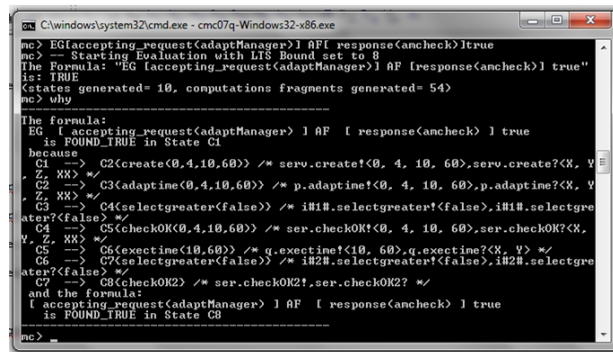 C:\windows\system32\cmd.exe - cmc07q-Windows32-x86.exe
mc> EG[accepting_request(adaptManager)] AF[ response(amcheck)]true
mc> -- Starting Evaluation with LTS Bound set to 8
The Formula: "EG [accepting_request(adaptManager)] AF [response(amcheck)] true"
is: TRUE
(states generated= 10, computations fragments generated= 54)
mc> why
----------------------------------------------
The formula:
EG [ accepting_request(adaptManager) ] AF [ response(amcheck) ] true
is FOUND_TRUE in State C1
because
C1 --> C2{create(0,4,10,60)} /* serv.create!<0, 4, 10, 60>,serv.create?<X, Y
, Z, XX> */
C2 --> C3{adaptime(0,4,10,60)} /* p.adaptime!<0, 4, 10, 60>,p.adaptime?<X, Y
, Z, XX> */
C3 --> C4{selectgreater(false)} /* i#1#.selectgreater!<false>,i#1#.selectgre
ater?<false> */
C4 --> C5{checkOK(0,4,10,60)} /* ser.checkOK!<0, 4, 10, 60>,ser.checkOK?<X,
Y, Z, XX> */
C5 --> C6{exectime(10,60)} /* q.exectime!<10, 60>,q.exectime?<X, Y> */
C6 --> C7{selectgreater(false)} /* i#2#.selectgreater!<false>,i#2#.selectgre
ater?<false> */
C7 --> C8{checkOK2} /* ser.checkOK2!,ser.checkOK2? */
and the formula:
[ accepting_request(adaptManager) ] AF [ response(amcheck) ] true
is FOUND_TRUE in State C8
----------------------------------------------
mc> _